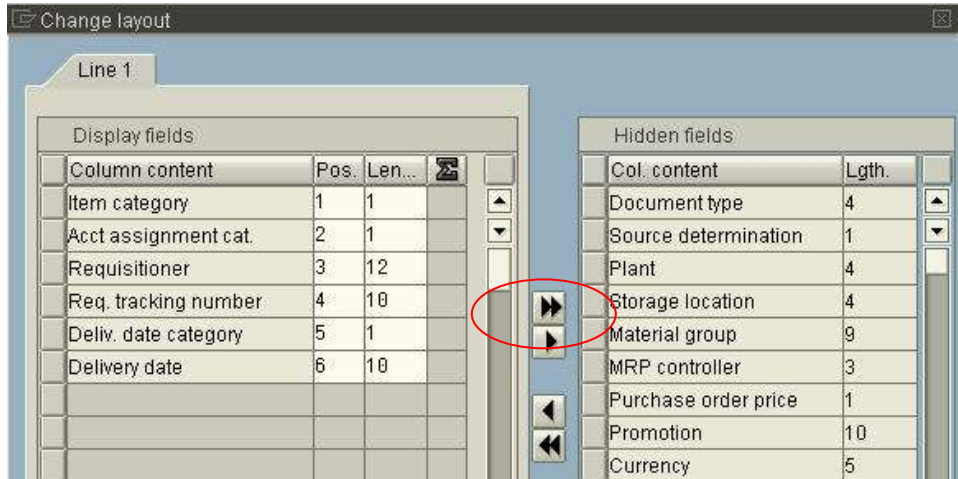 Change layout
Line 1
Display fields
Column content Pos. Len...
Item category 1 1
Acct assignment cat. 2 1
Requisitioner 3 12
Req. tracking number 4 10
Deliv. date category 5 1
Delivery date 6 10
Hidden fields
Col. content Lgth.
Document type 4
Source determination 1
Plant 4
Storage location 4
Material group 9
MRP controller 3
Purchase order price 1
Promotion 10
Currency 5